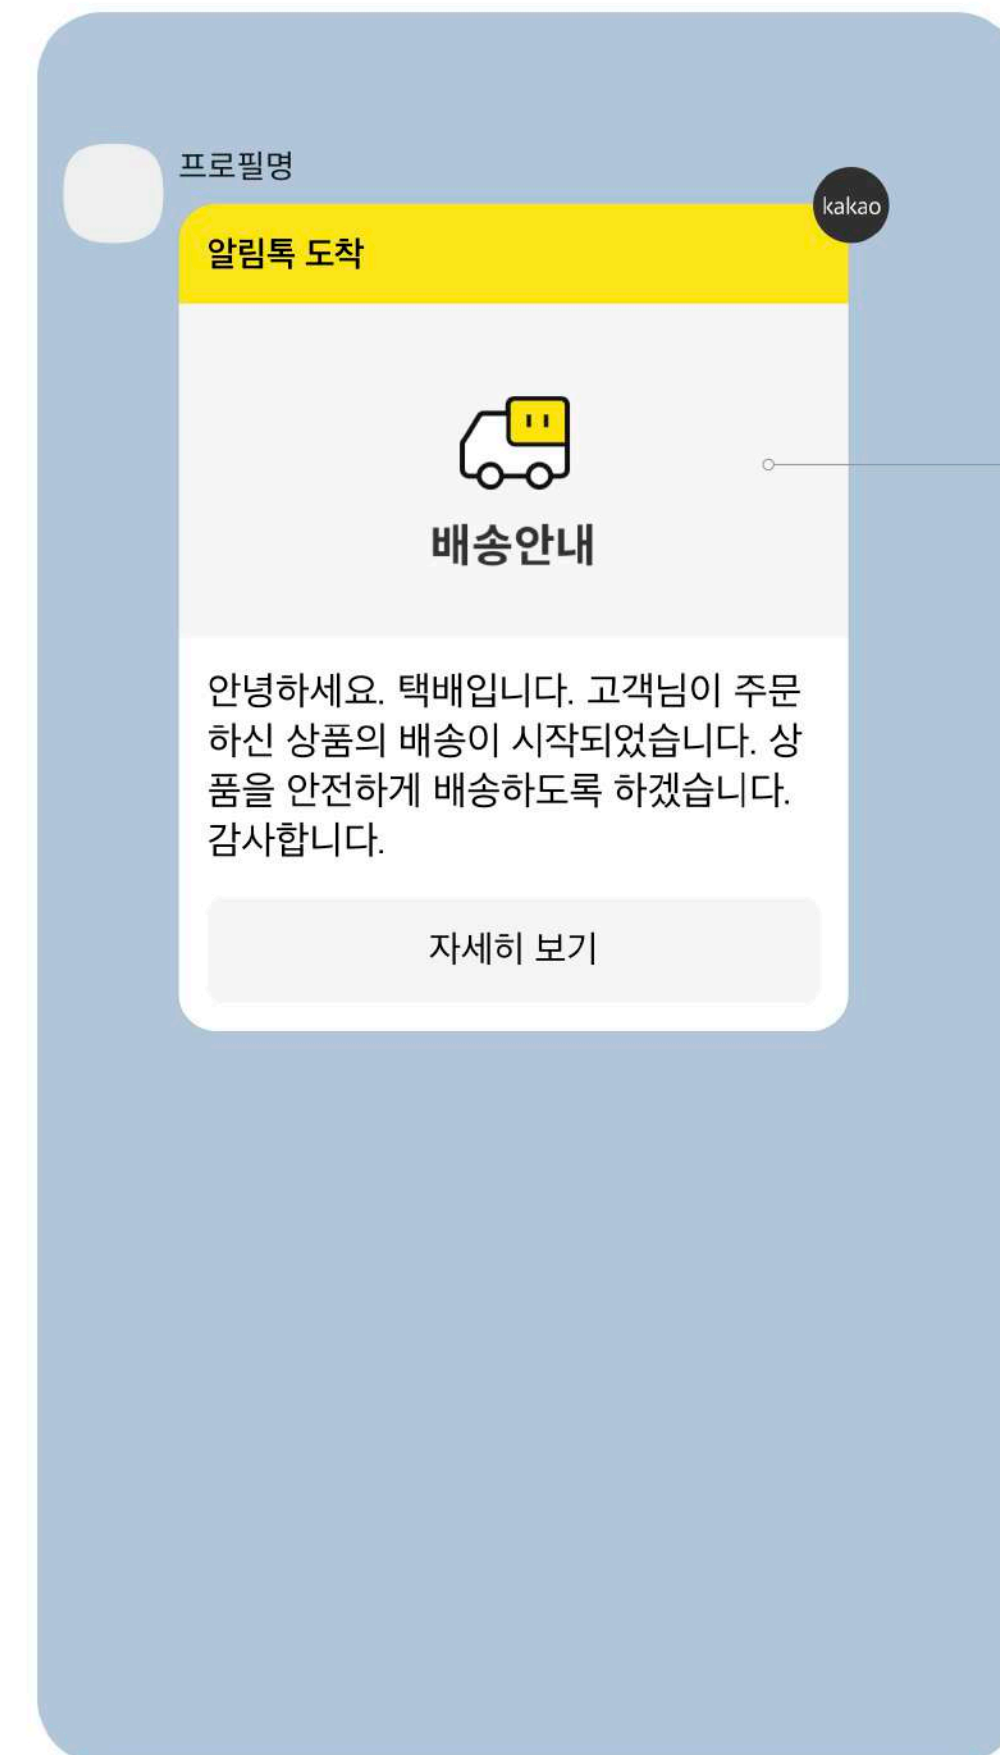 프로필명
kakao
알림톡 도착
배송안내
안녕하세요. 택배입니다. 고객님이 주문
하신 상품의 배송이 시작되었습니다. 상
품을 안전하게 배송하도록 하겠습니다.
감사합니다.
자세히 보기